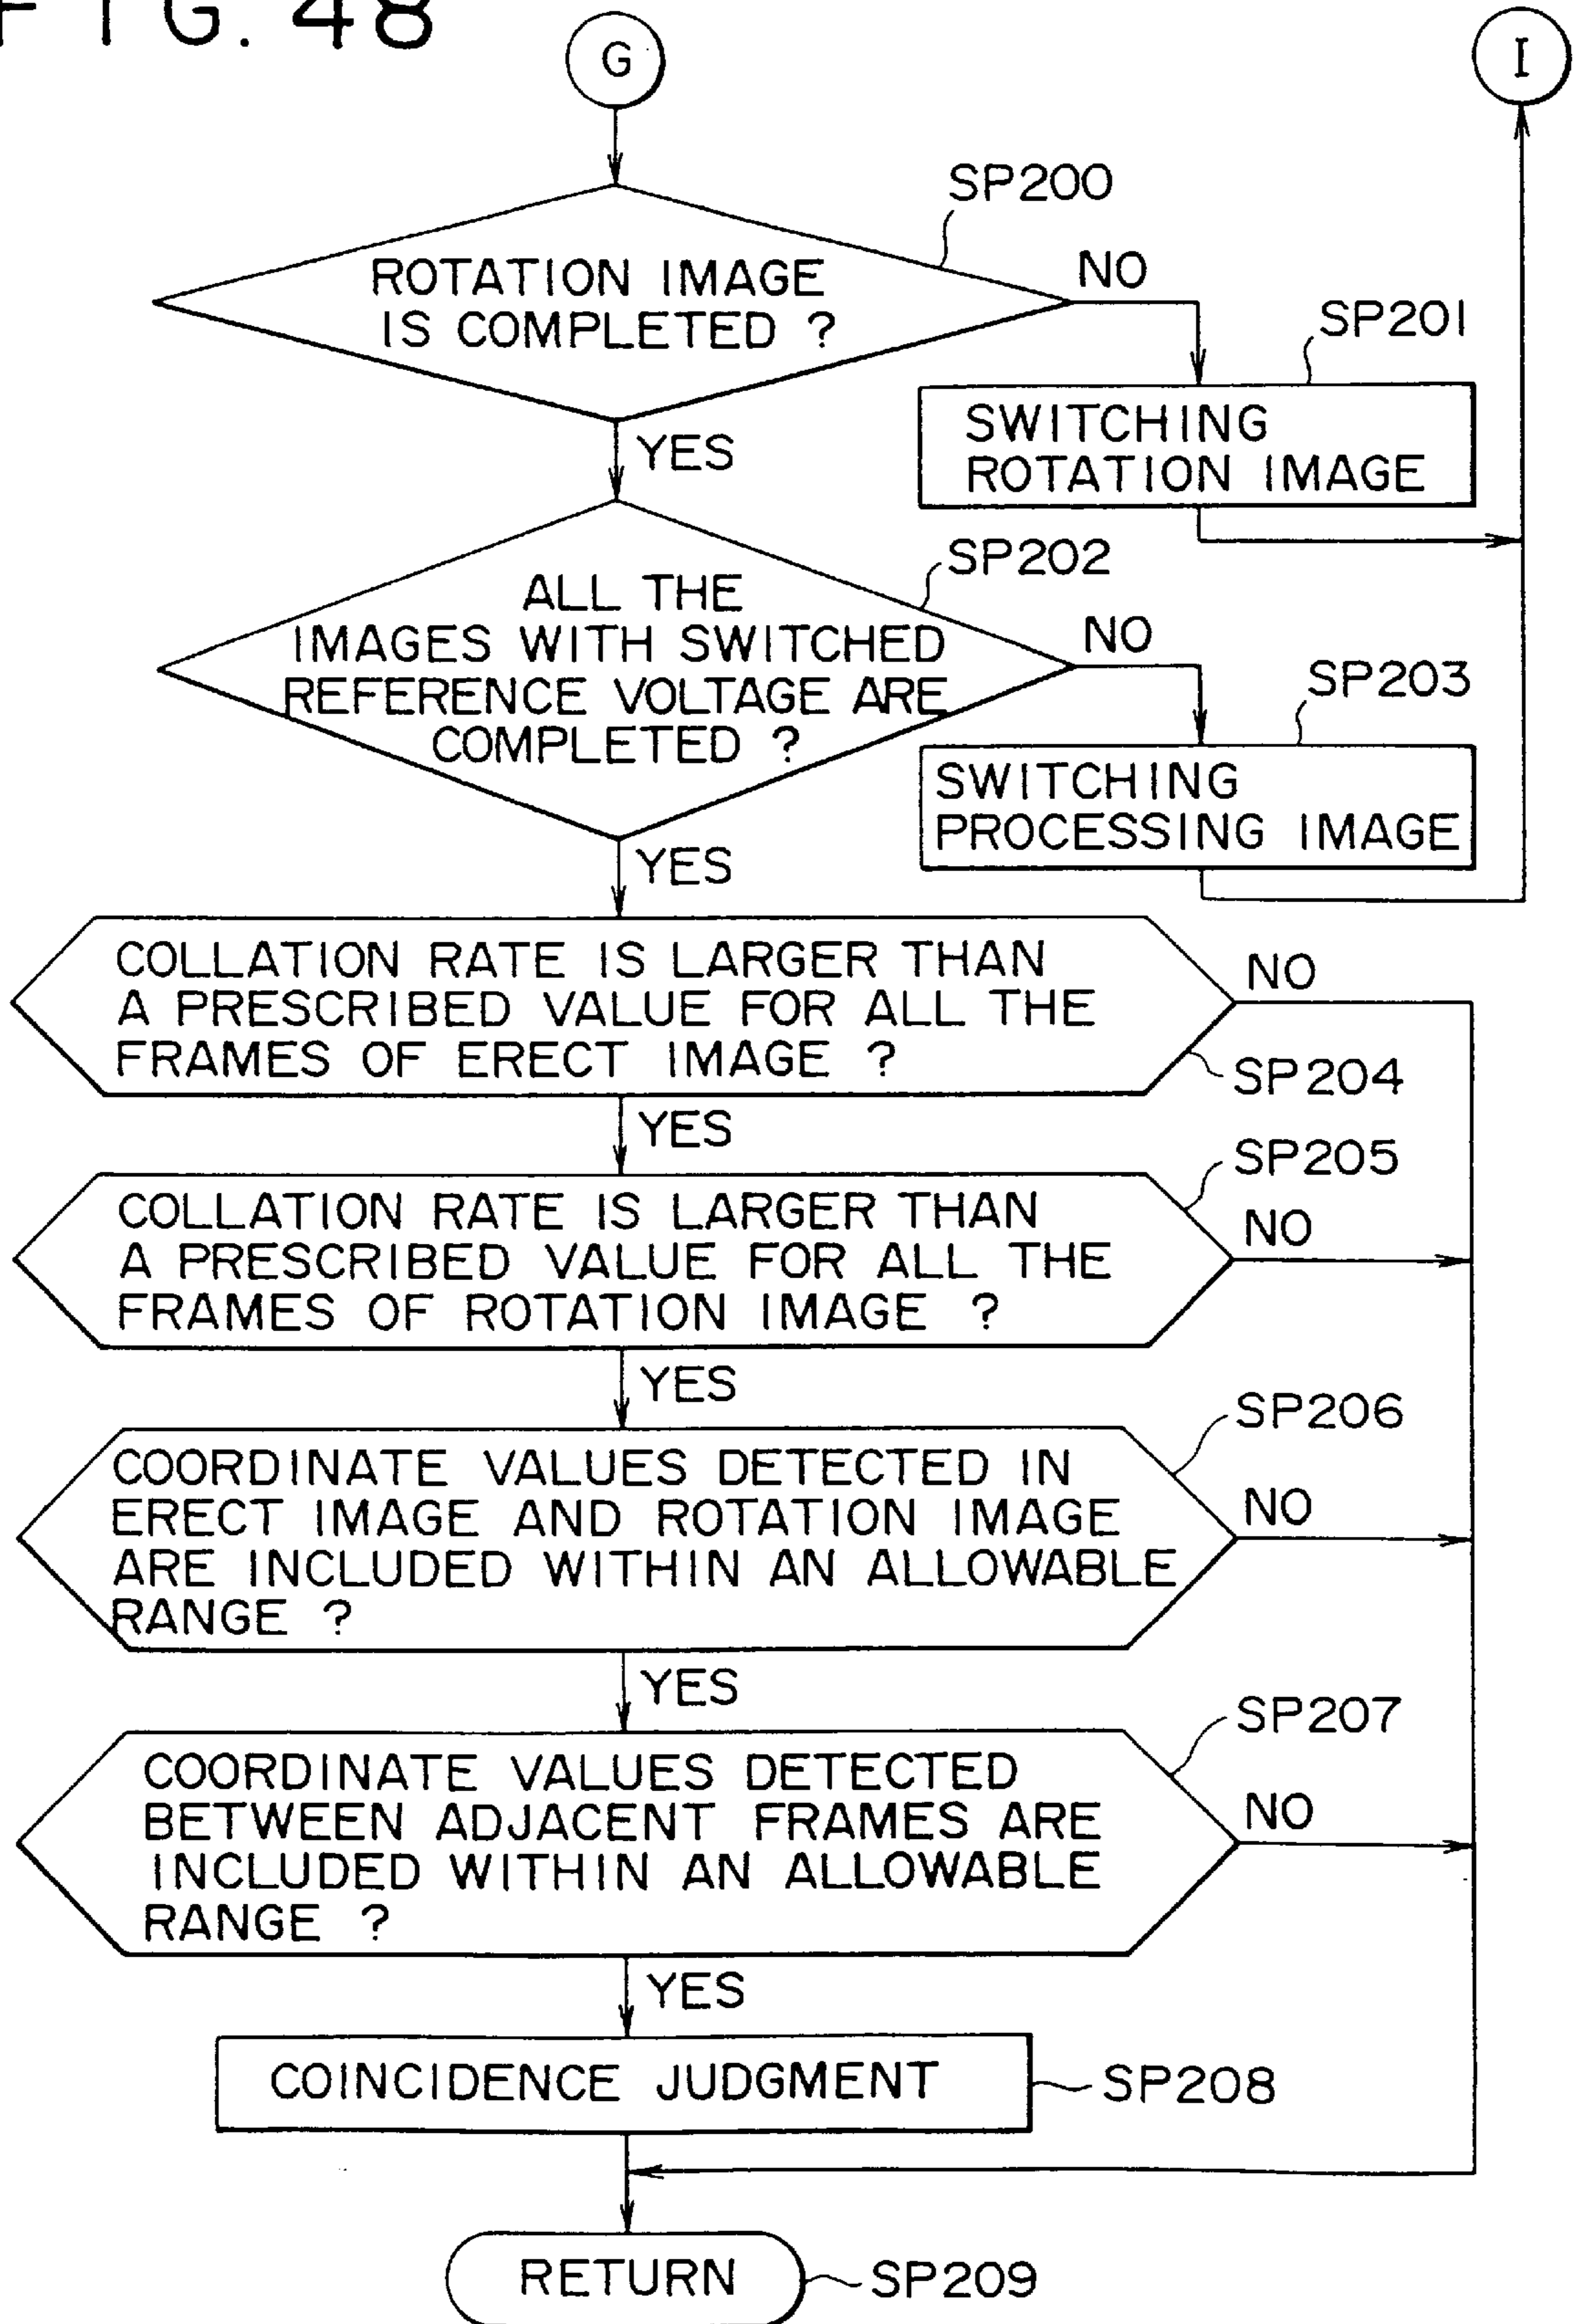 FIG. 48
G
I
SP200
ROTATION IMAGE
IS COMPLETED ?
NO
SP201
SWITCHING
ROTATION IMAGE
YES
SP202
ALL THE
IMAGES WITH SWITCHED
REFERENCE VOLTAGE ARE
COMPLETED ?
NO
SP203
SWITCHING
PROCESSING IMAGE
YES
COLLATION RATE IS LARGER THAN
A PRESCRIBED VALUE FOR ALL THE
FRAMES OF ERECT IMAGE ?
NO
SP204
YES
SP205
COLLATION RATE IS LARGER THAN
A PRESCRIBED VALUE FOR ALL THE
FRAMES OF ROTATION IMAGE ?
NO
YES
SP206
COORDINATE VALUES DETECTED IN
ERECT IMAGE AND ROTATION IMAGE
ARE INCLUDED WITHIN AN ALLOWABLE
RANGE ?
NO
YES
SP207
COORDINATE VALUES DETECTED
BETWEEN ADJACENT FRAMES ARE
INCLUDED WITHIN AN ALLOWABLE
RANGE ?
NO
YES
COINCIDENCE JUDGMENT
SP208
RETURN
SP209